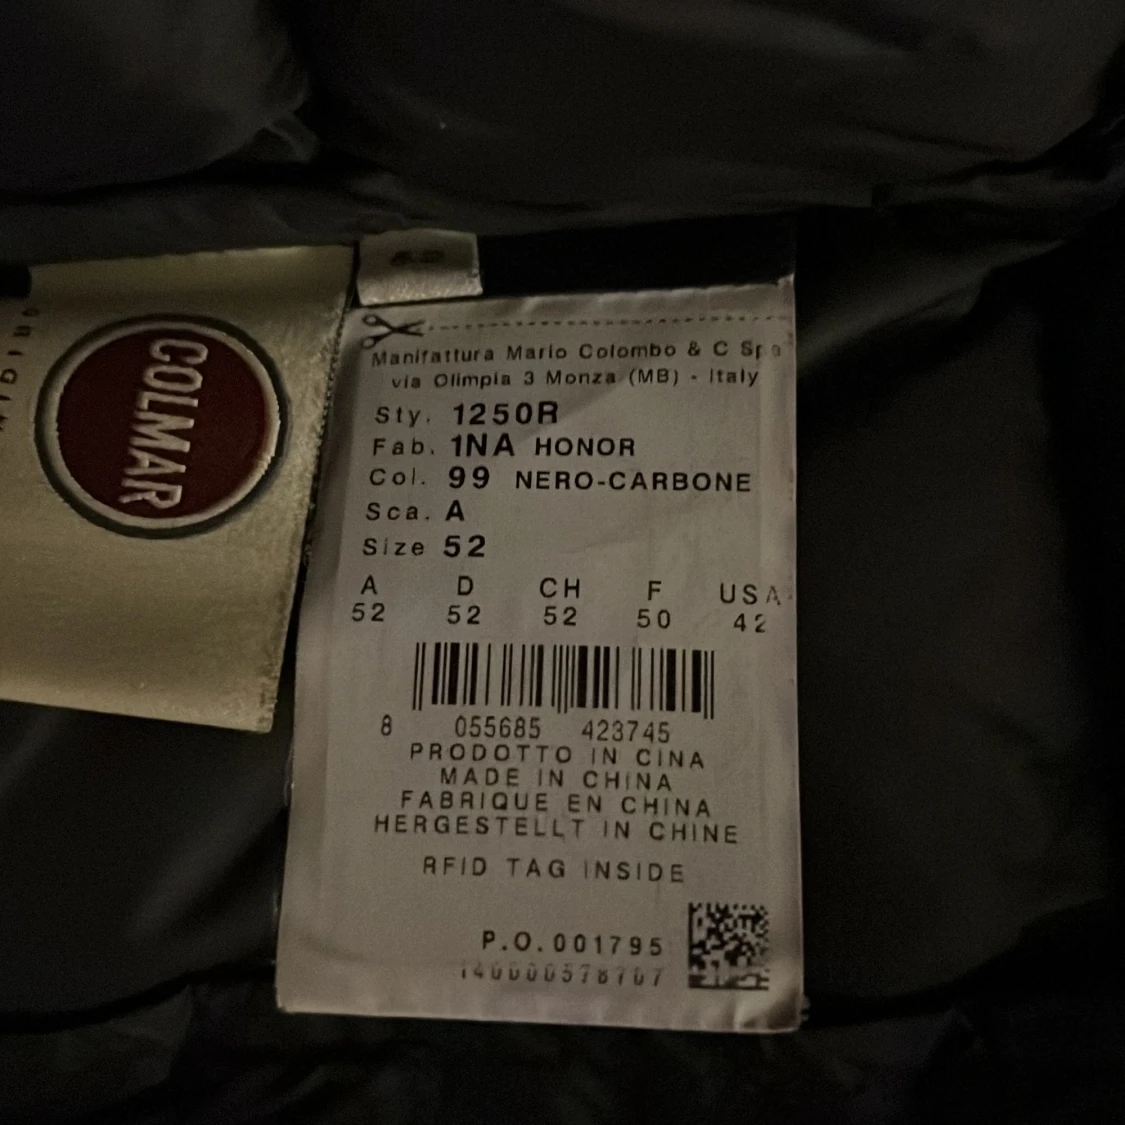 COLMAR
Manifattura Mario Colombo & C Spa
via Olimpia 3 Monza (MB) - Italy
Sty. 1250R
Fab. 1NA HONOR
Col. 99 NERO-CARBONE
Sca. A
Size 52
A D CH F USA
52 52 52 50 42
8 055685 423745
PRODOTTO IN CINA
MADE IN CHINA
FABRIQUE EN CHINA
HERGESTELLT IN CHINE
RFID TAG INSIDE
P.O.001795